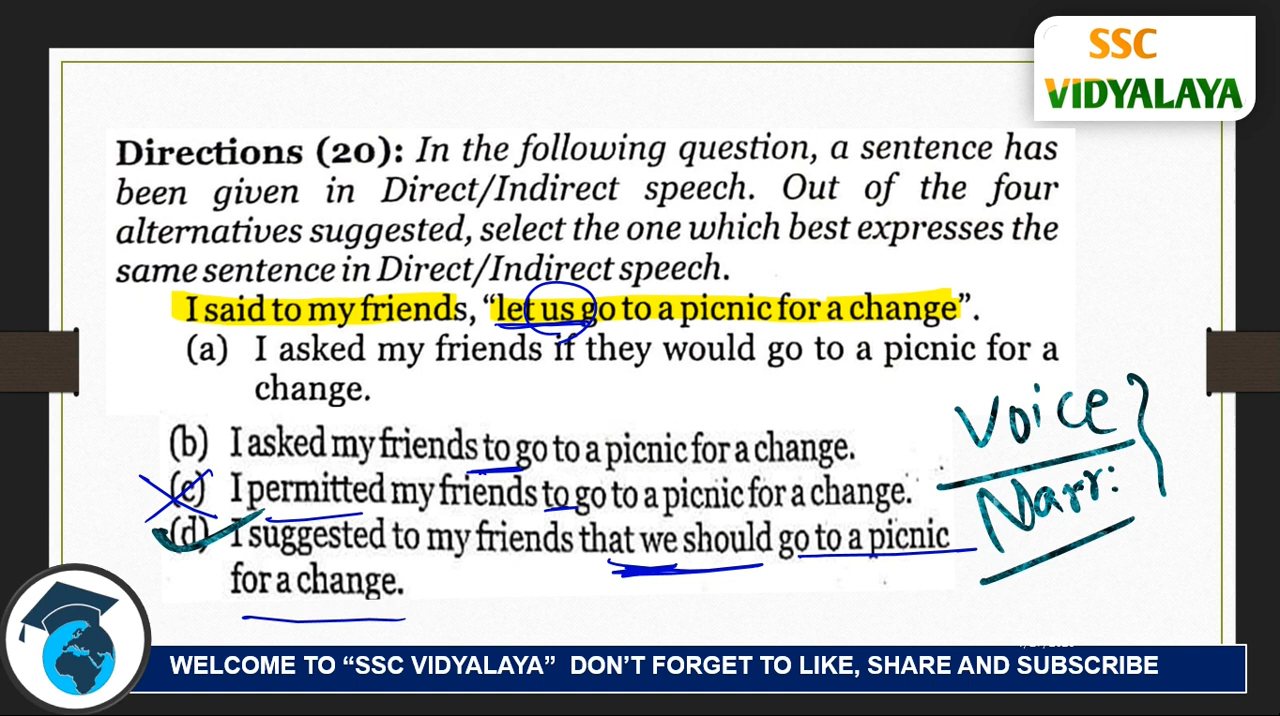 SSC
VIDYALAYA
Directions (20): In the following question, a sentence has
been given in Direct/Indirect speech. Out of the four
alternatives suggested, select the one which best expresses the
same sentence in Direct/Indirect speech.
I said to my friends, “let us go to a picnic for a change”.
(a) I asked my friends if they would go to a picnic for a
change.
(b) I asked my friends to go to a picnic for a change.
(c) I permitted my friends to go to a picnic for a change.
(d) I suggested to my friends that we should go to a picnic
for a change.
Voice
Narr:
WELCOME TO “SSC VIDYALAYA” DON’T FORGET TO LIKE, SHARE AND SUBSCRIBE